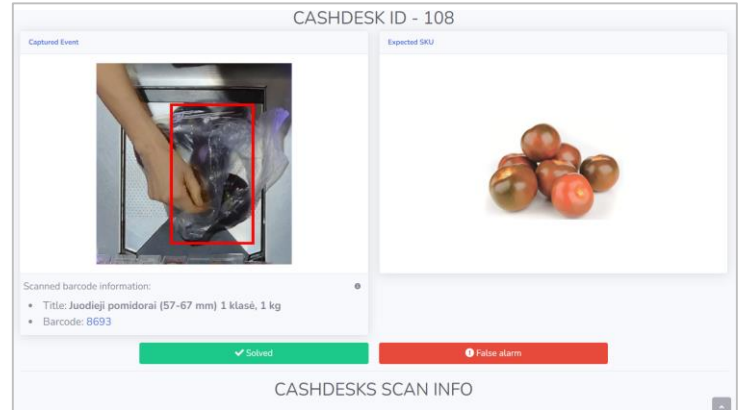 CASHDESK ID - 108
Captured Event
Expected SKU
Scanned barcode information:
Title: Juodieji pomidorai (57-67 mm) 1 klasė, 1 kg
Barcode: 8693
Solved
False alarm
CASHDESKS SCAN INFO